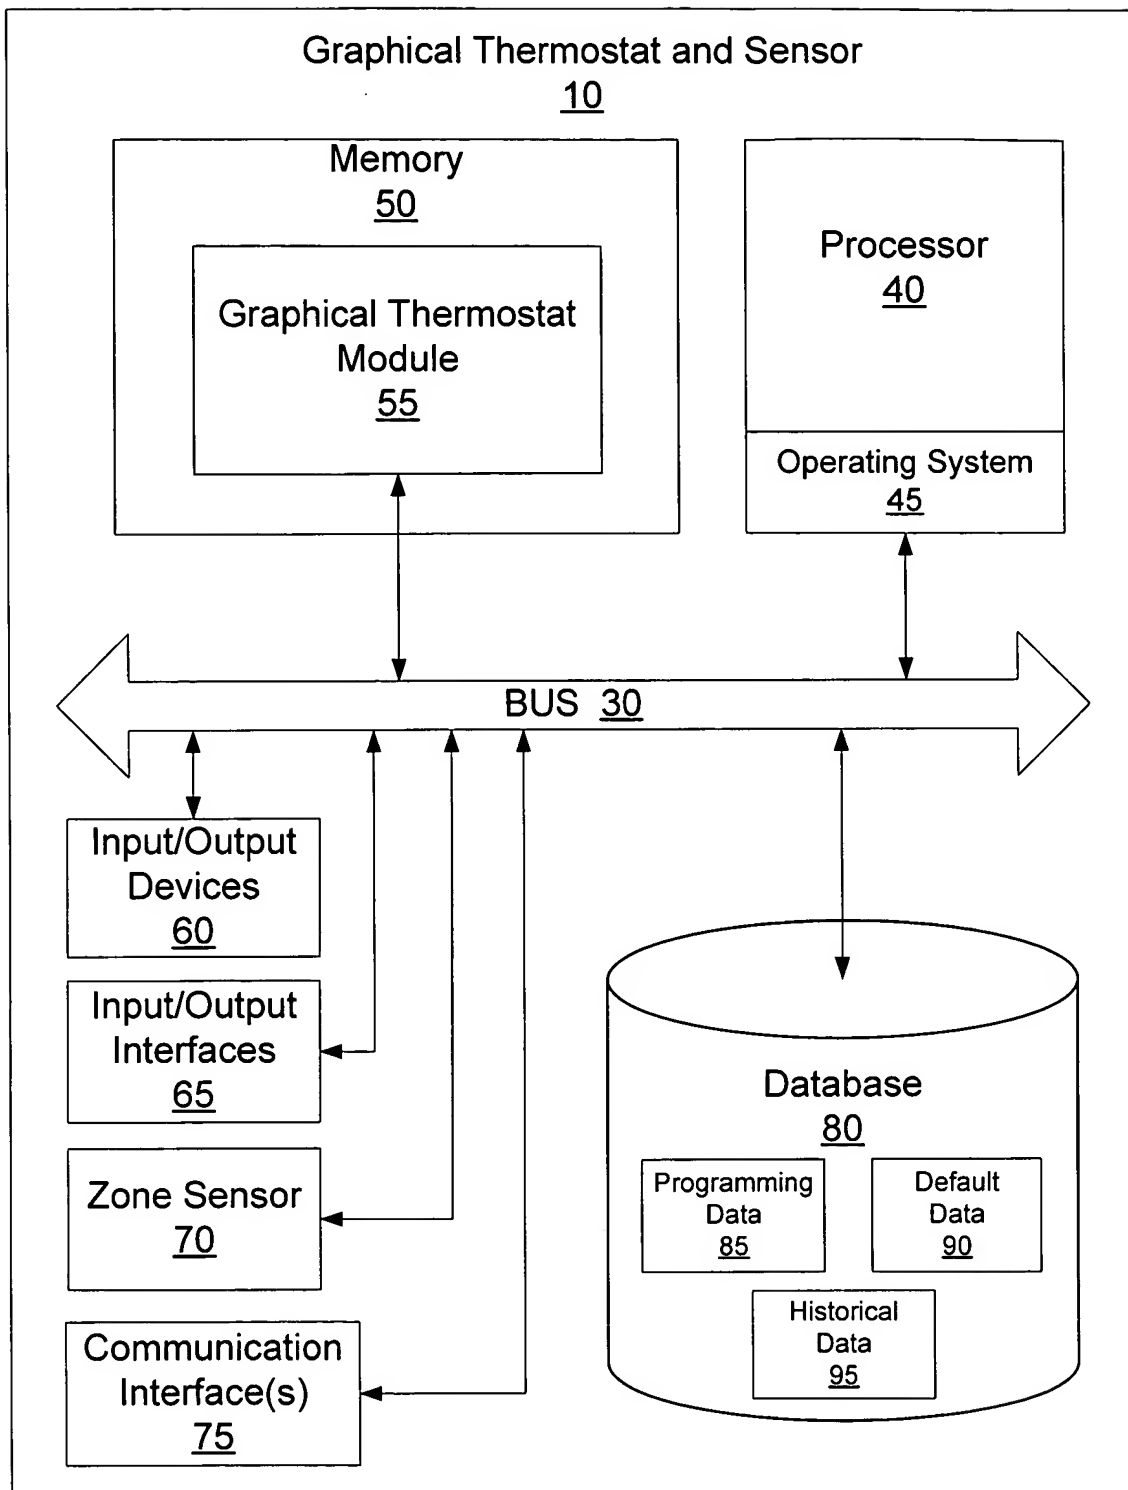 Graphical Thermostat and Sensor
10
Memory
50
Graphical Thermostat
Module
55
Processor
40
Operating System
45
BUS 30
Input/Output
Devices
60
Input/Output
Interfaces
65
Zone Sensor
70
Communication
Interface(s)
75
Database
80
Programming
Data
85
Default
Data
90
Historical
Data
95